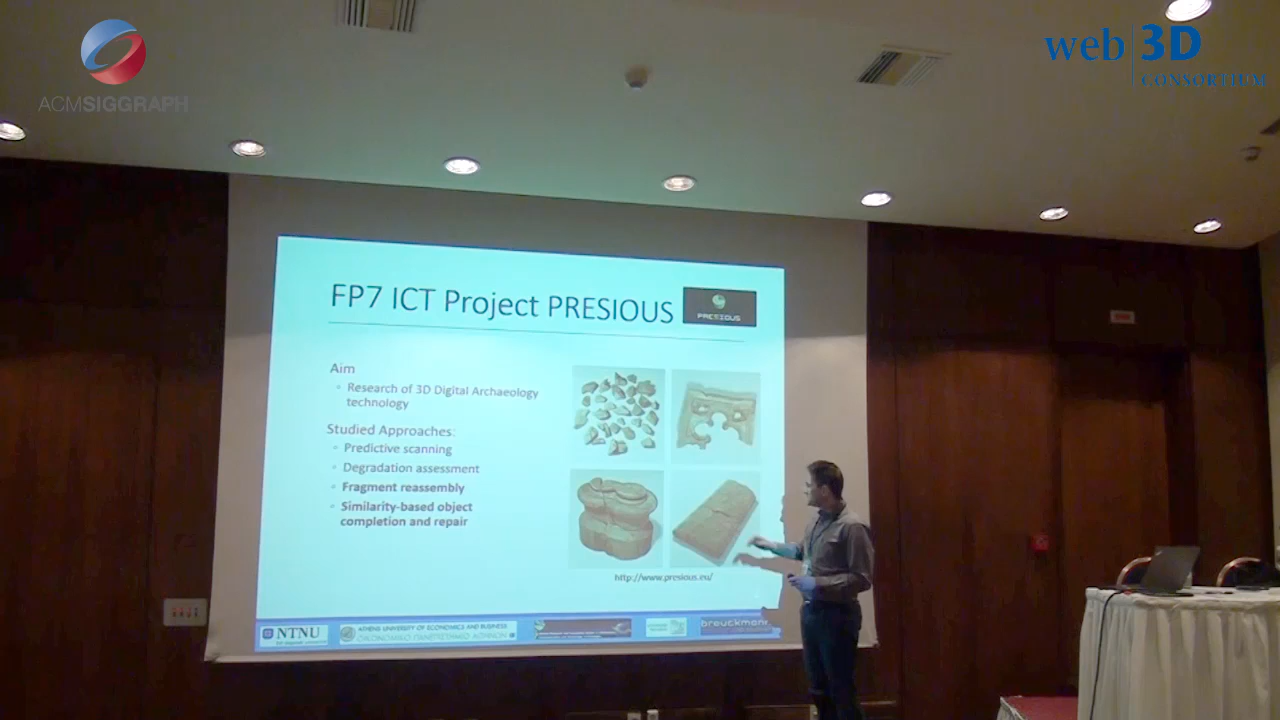 ACMSIGGRAPH
web 3D
CONSORTIUM
FP7 ICT Project PRESIOUS
PRESIOUS
Aim
Research of 3D Digital Archaeology
technology
Studied Approaches:
Predictive scanning
Degradation assessment
Fragment reassembly
Similarity-based object
completion and repair
http://www.presious.eu/
NTNU
ATHENS UNIVERSITY OF ECONOMICS AND BUSINESS
breuckmann